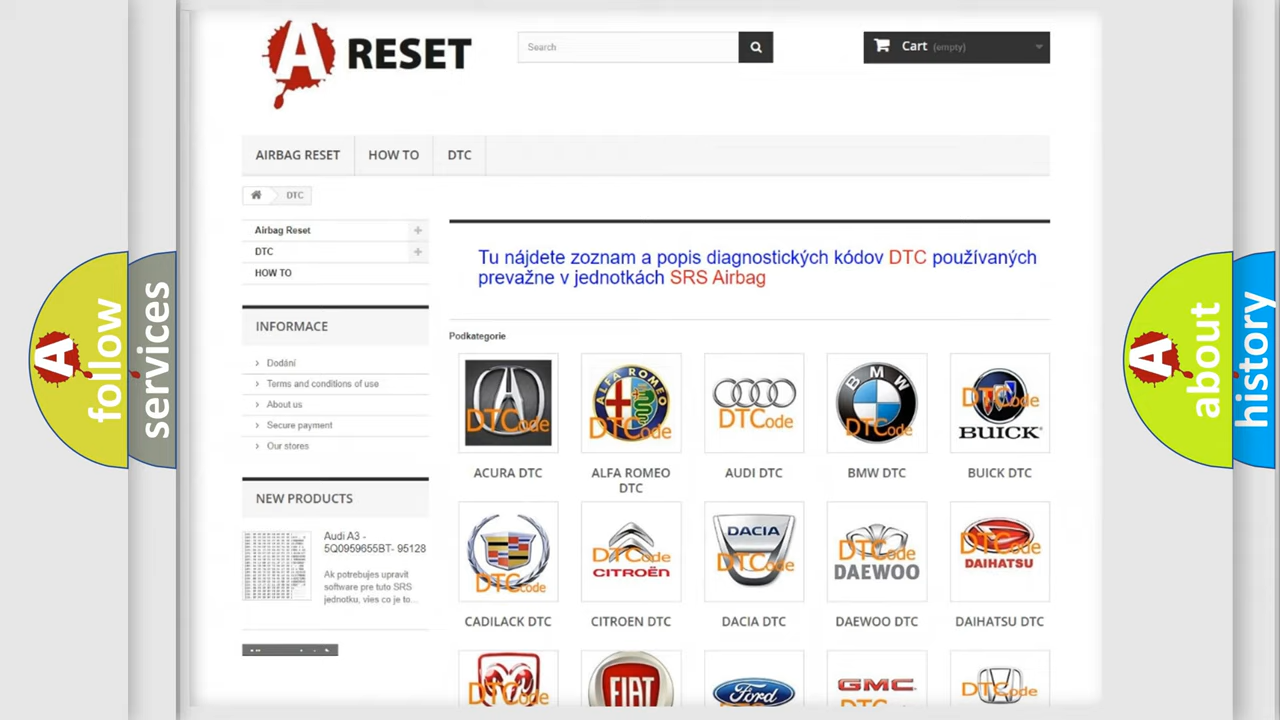 A RESET
Search
Cart (empty)
AIRBAG RESET
HOW TO
DTC
DTC
Airbag Reset
DTC
HOW TO
Tu nájdete zoznam a popis diagnostických kódov DTC používaných
prevažne v jednotkách SRS Airbag
INFORMACE
Dodání
Terms and conditions of use
About us
Secure payment
Our stores
NEW PRODUCTS
Audi A3 -
5Q0959655BT- 95128
Ak potrebujes upravit
software pre tuto SRS
jednotku, vies co je to...
Podkategorie
DTCode
ALFA ROMEO
DTCode
DTCode
BMW
DTCode
DTCode
BUICK
ACURA DTC
ALFA ROMEO
DTC
AUDI DTC
BMW DTC
BUICK DTC
DTCode
DTCode
CITROËN
DACIA
DTCode
DTCode
DAEWOO
DTCode
DAIHATSU
CADILACK DTC
CITROEN DTC
DACIA DTC
DAEWOO DTC
DAIHATSU DTC
DTCode
FIAT
Ford
GMC
DTCode
A follow
services
A about
history